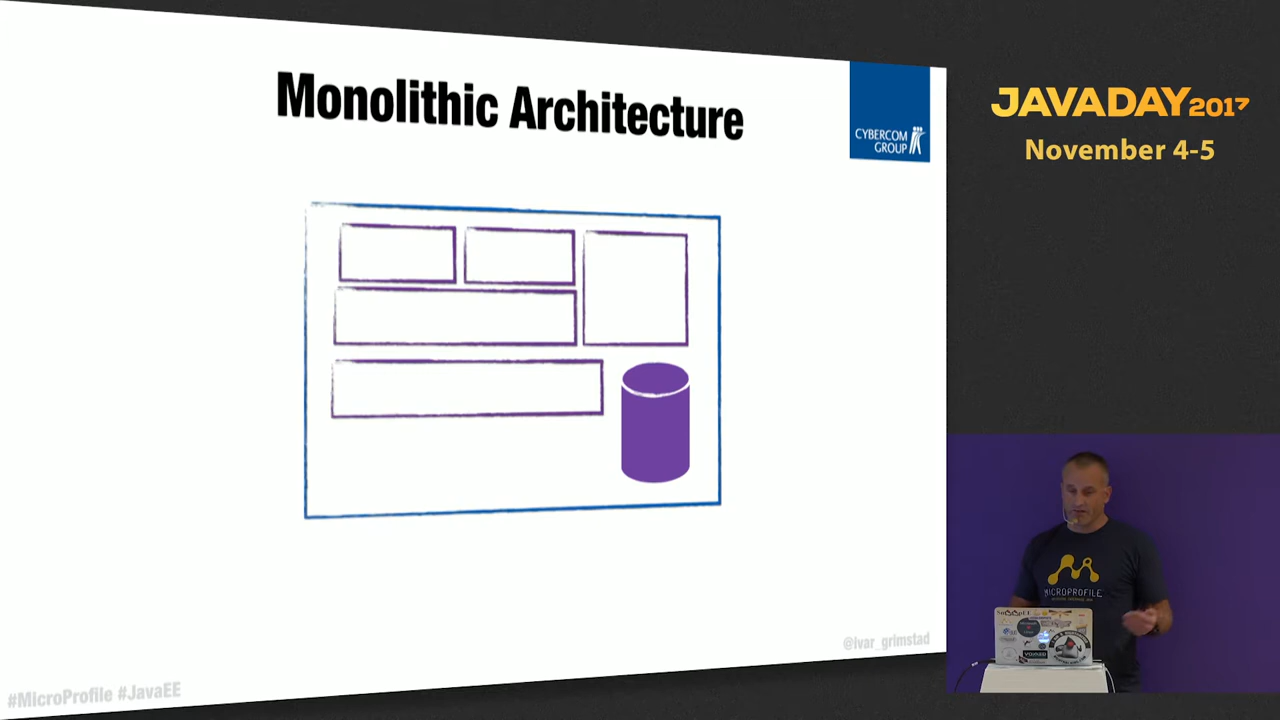 Monolithic Architecture
CYBERCOM
GROUP
JAVADAY2017
November 4-5
MICROPROFILE
@ivar_grimstad
#MicroProfile #JavaEE